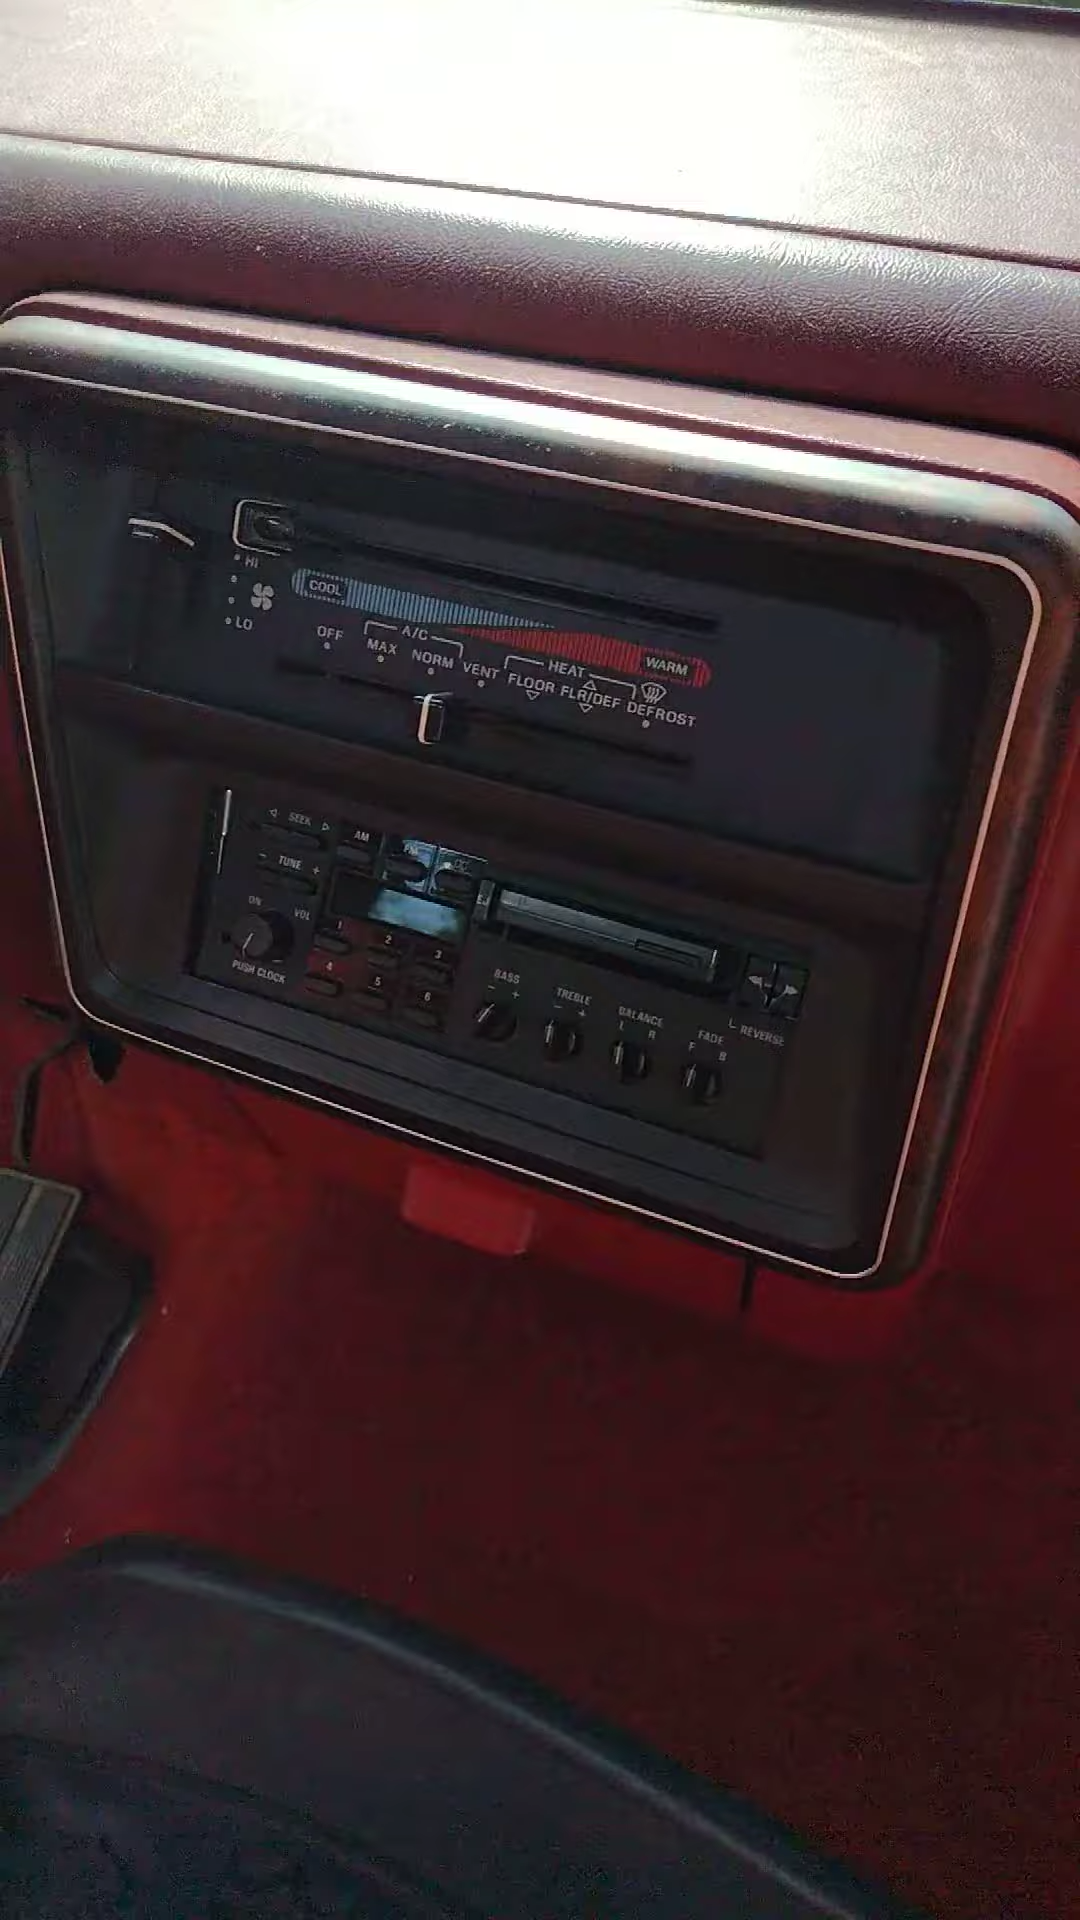 HI
LO
COOL
WARM
OFF
A/C
MAX
NORM
VENT
HEAT
FLOOR
FLR/DEF
DEFROST
SEEK
AM
FM
- TUNE +
ON
VOL
PUSH CLOCK
1 2 3
4 5 6
BASS
- +
TREBLE
- +
BALANCE
L R
FADE
F B
REVERSE